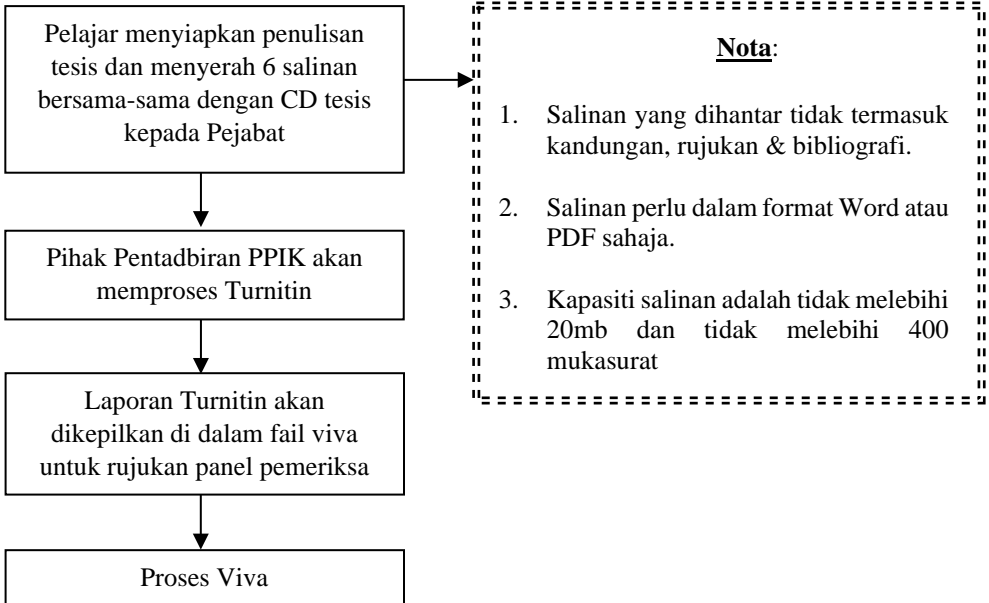 Pelajar menyiapkan penulisan
tesis dan menyerah 6 salinan
bersama-sama dengan CD tesis
kepada Pejabat
Nota:
1. Salinan yang dihantar tidak termasuk
kandungan, rujukan & bibliografi.
2. Salinan perlu dalam format Word atau
PDF sahaja.
3. Kapasiti salinan adalah tidak melebihi
20mb dan tidak melebihi 400
mukasurat
Pihak Pentadbiran PPIK akan
memproses Turnitin
Laporan Turnitin akan
dikepilkan di dalam fail viva
untuk rujukan panel pemeriksa
Proses Viva